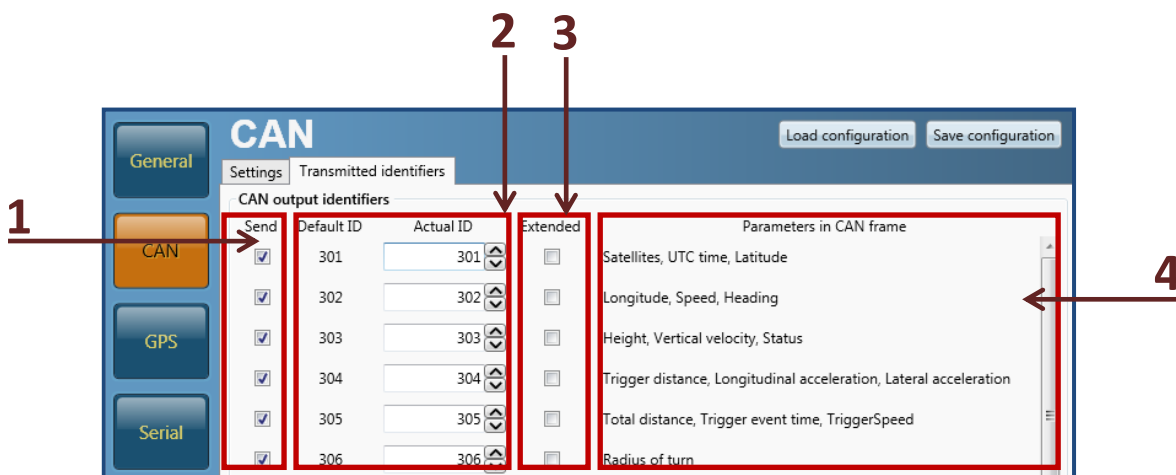 2 3
CAN
Load configuration Save configuration
General
Settings Transmitted identifiers
CAN output identifiers
1
Send Default ID Actual ID Extended Parameters in CAN frame
CAN
301 301 Satellites, UTC time, Latitude
4
302 302 Longitude, Speed, Heading
GPS
303 303 Height, Vertical velocity, Status
304 304 Trigger distance, Longitudinal acceleration, Lateral acceleration
305 305 Total distance, Trigger event time, TriggerSpeed
Serial
306 306 Radius of turn